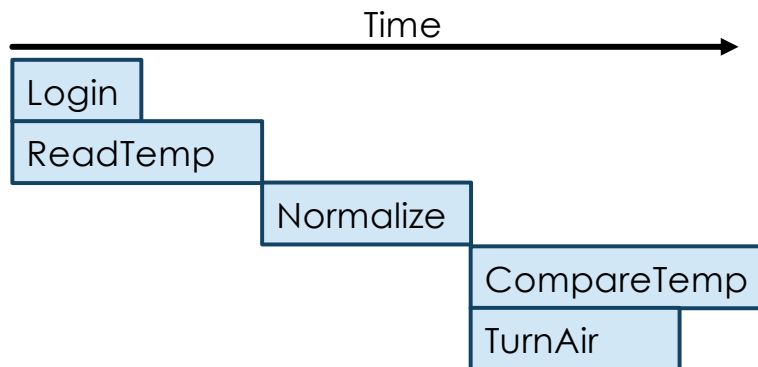 Time
Login
ReadTemp
Normalize
CompareTemp
TurnAir